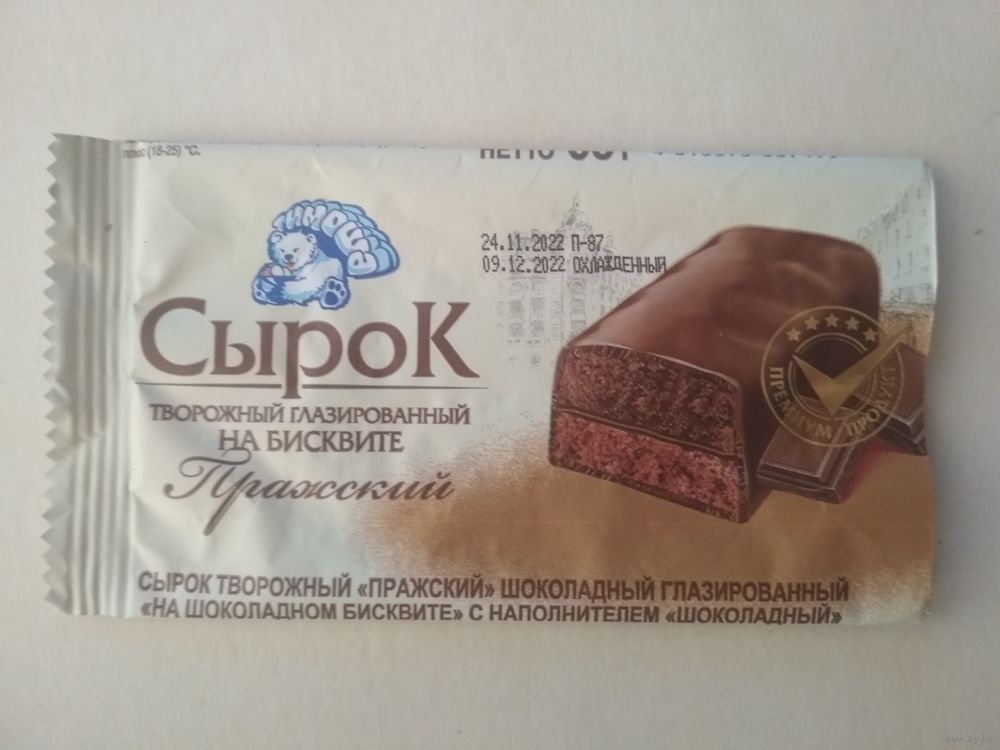 плюс (18-25) °С.
НЕТТО
ТИМОША
24.11.2022 П-87
09.12.2022 ОХЛАЖДЕННЫЙ
СыроК
ТВОРОЖНЫЙ ГЛАЗИРОВАННЫЙ
НА БИСКВИТЕ
Пражский
ПРЕМИУМ ПРОДУКТ
СЫРОК ТВОРОЖНЫЙ «ПРАЖСКИЙ» ШОКОЛАДНЫЙ ГЛАЗИРОВАННЫЙ
«НА ШОКОЛАДНОМ БИСКВИТЕ» С НАПОЛНИТЕЛЕМ «ШОКОЛАДНЫЙ»
www.ay.by